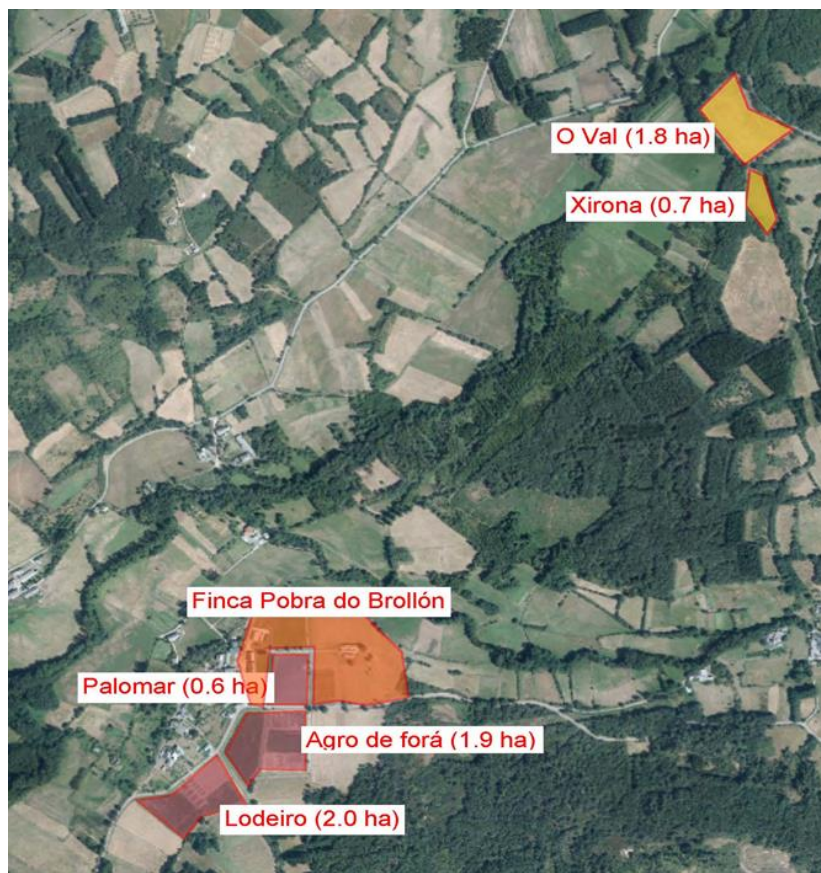 O Val (1.8 ha)
Xirona (0.7 ha)
Finca Pobra do Brollón
Palomar (0.6 ha)
Agro de forá (1.9 ha)
Lodeiro (2.0 ha)